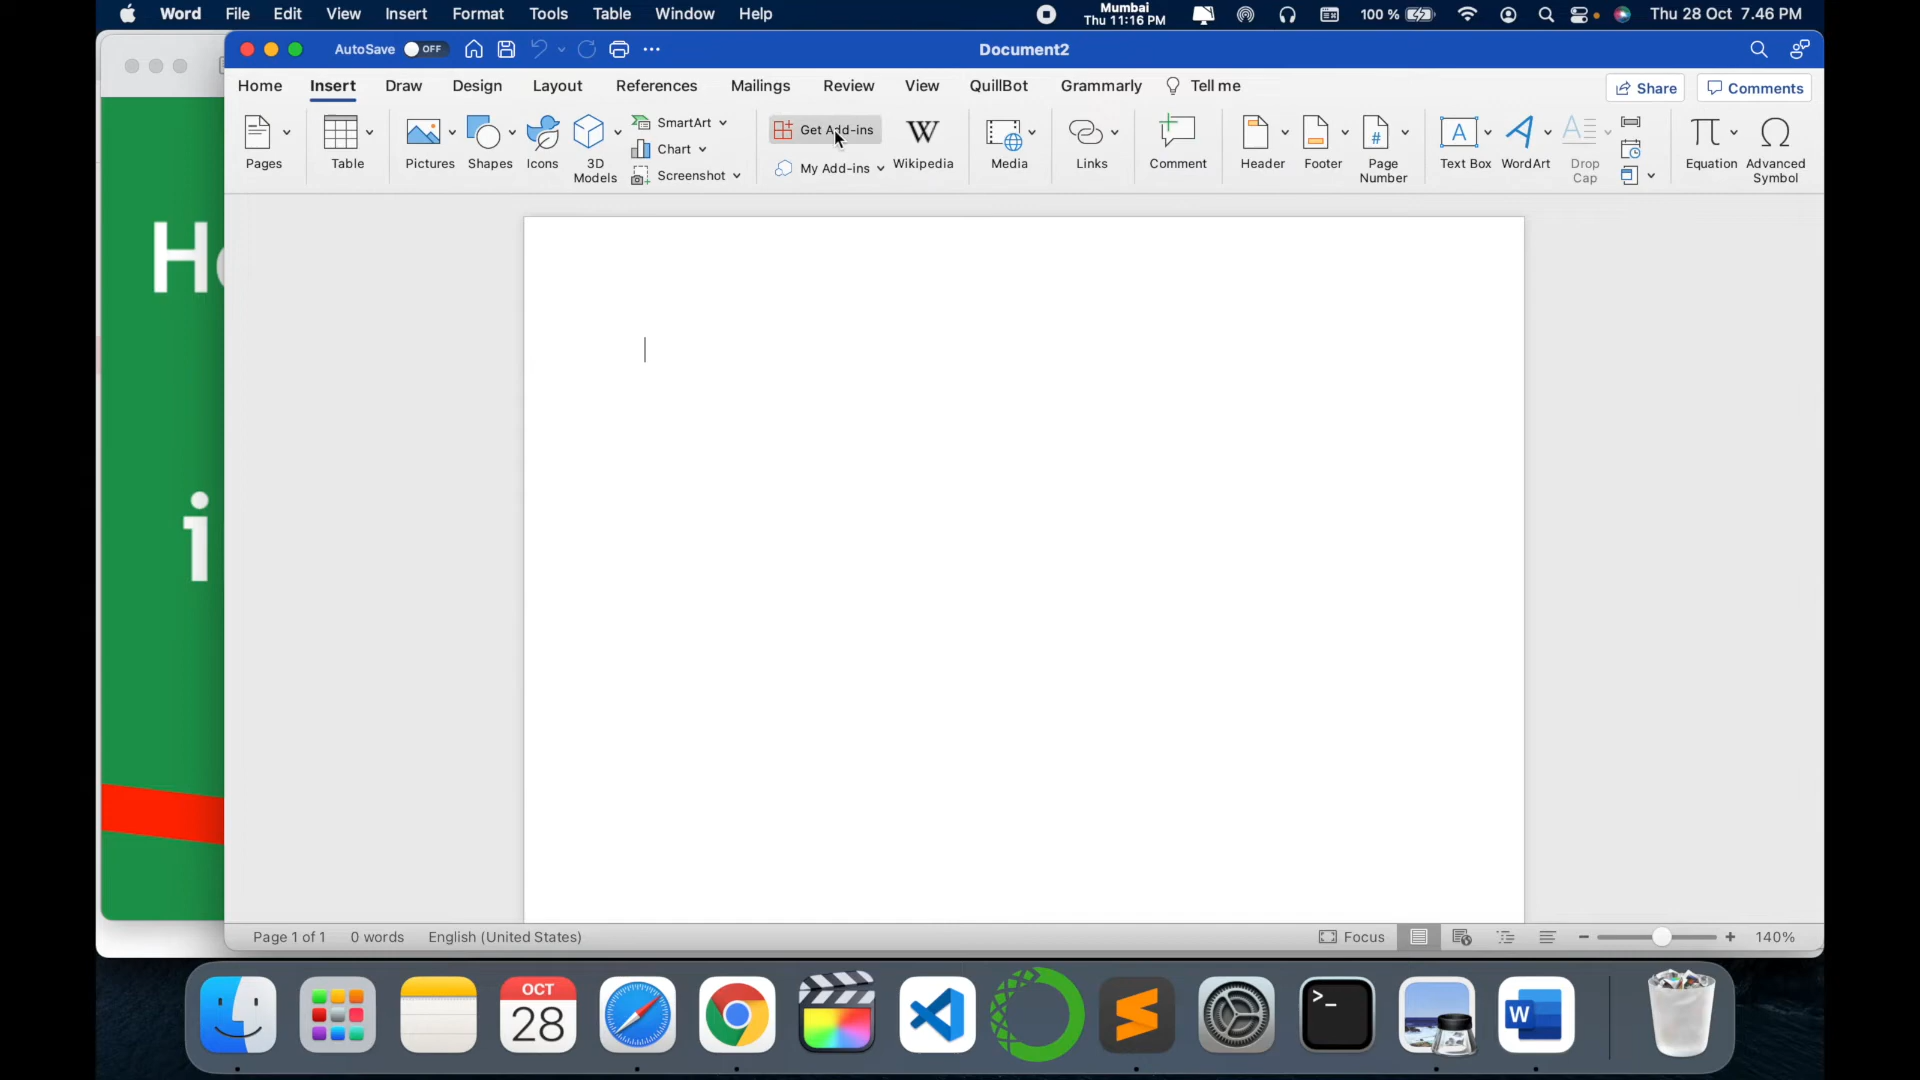 Word File Edit View Insert Format Tools Table Window Help
Mumbai
Thu 11:16 PM
100 %
Thu 28 Oct 7.46 PM
AutoSave OFF
Document2
Home Insert Draw Design Layout References Mailings Review View QuillBot Grammarly Tell me
Share
Comments
Pages
Table
Pictures
Shapes
Icons
3D
Models
SmartArt
Chart
Screenshot
Get Add-ins
My Add-ins
W
Wikipedia
Media
Links
Comment
Header
Footer
#
Page
Number
A
Text Box
WordArt
Drop
Cap
π
Equation
Ω
Advanced
Symbol
H
i
Page 1 of 1 0 words English (United States)
Focus
140%
OCT
28
>_
W